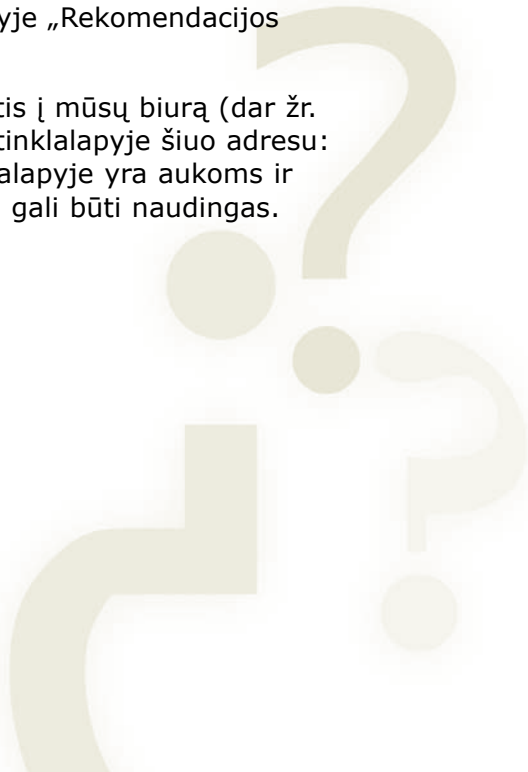 yje „Rekomendacijos
tis į mūsų biurą (dar žr.
tinklalapyje šiuo adresu:
alapyje yra aukoms ir
gali būti naudingas.